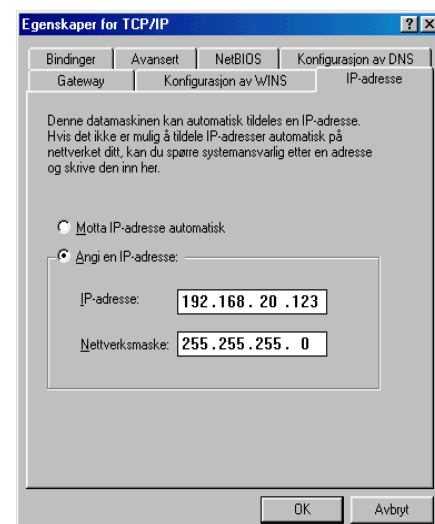 Egenskaper for TCP/IP
Bindinger Avansert NetBIOS Konfigurasjon av DNS
Gateway Konfigurasjon av WINS IP-adresse
Denne datamaskinen kan automatisk tildeles en IP-adresse.
Hvis det ikke er mulig å tildele IP-adresser automatisk på
nettverket ditt, kan du spørre systemansvarlig etter en adresse
og skrive den inn her.
Motta IP-adresse automatisk
Angi en IP-adresse:
IP-adresse: 192.168. 20 .123
Nettverksmaske: 255.255.255. 0
OK Avbryt